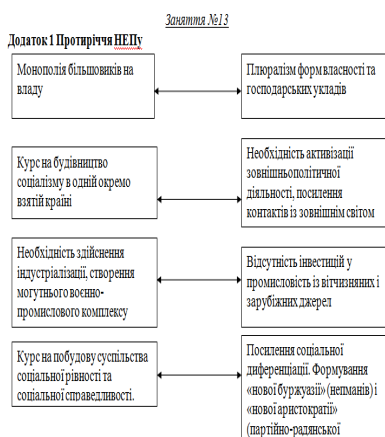 Заняття №13
Додаток 1 Протиріччя НЕПу
Монополія більшовиків на
владу
Плюралізм форм власності та
господарських укладів
Курс на будівництво
соціалізму в одній окремо
взятій країні
Необхідність активізації
зовнішньополітичної
діяльності, посилення
контактів із зовнішнім світом
Необхідність здійснення
індустріалізації, створення
могутнього воєнно-
промислового комплексу
Відсутність інвестицій у
промисловість із вітчизняних і
зарубіжних джерел
Курс на побудову суспільства
соціальної рівності та
соціальної справедливості.
Посилення соціальної
диференціації. Формування
«нової буржуазії» (непманів) і
«нової аристократії»
(партійно-радянської